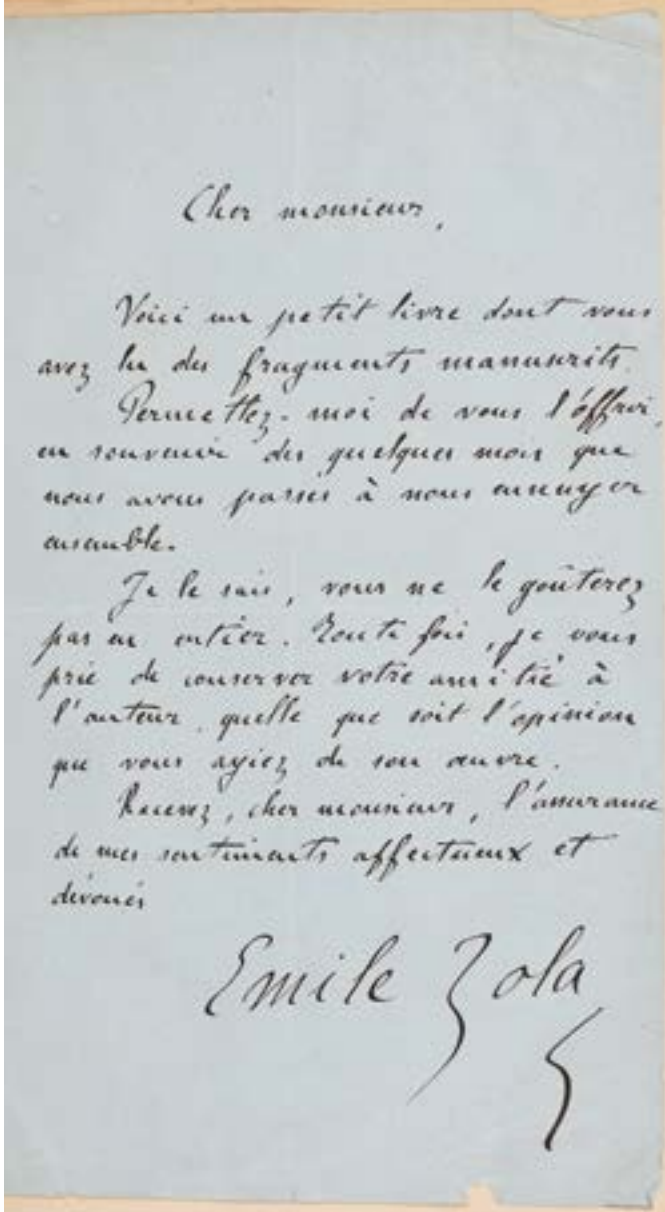 Cher monsieur,
Voici un petit livre dont vous
avez lu des fragments manuscrits.
Permettez-moi de vous l'offrir,
en souvenir des quelques mois que
nous avons passés à nous ennuyer
ensemble.
Je le sais, vous ne le goûterez
pas en entier. Toute fois, je vous
prie de conserver votre amitié à
l'auteur, quelle que soit l'opinion
que vous ayiez de son œuvre.
Recevez, cher monsieur, l'assurance
de mes sentiments affectueux et
dévoués
Emile Zola